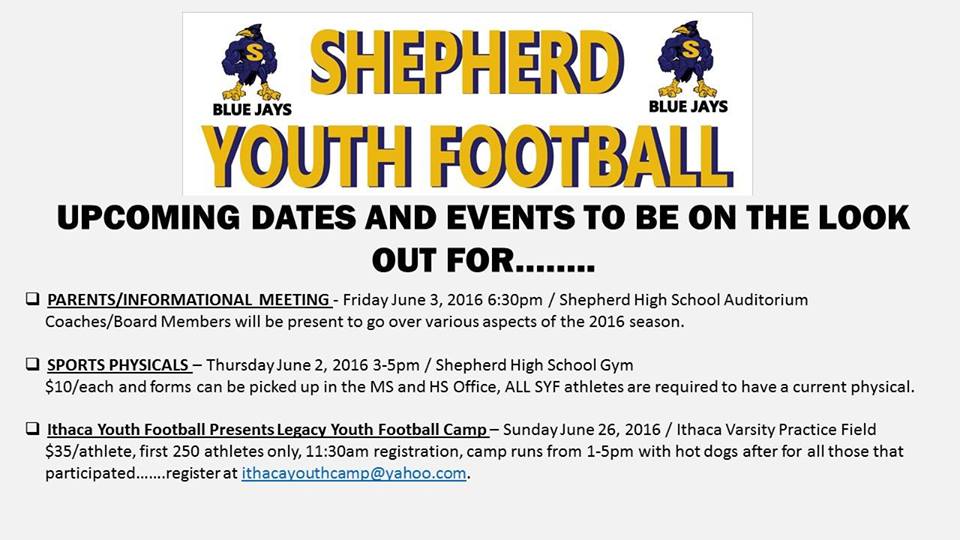 S S
SHEPHERD
BLUE JAYS BLUE JAYS
YOUTH FOOTBALL
UPCOMING DATES AND EVENTS TO BE ON THE LOOK
OUT FOR........
❑ PARENTS/INFORMATIONAL MEETING - Friday June 3, 2016 6:30pm / Shepherd High School Auditorium
Coaches/Board Members will be present to go over various aspects of the 2016 season.
❑ SPORTS PHYSICALS – Thursday June 2, 2016 3-5pm / Shepherd High School Gym
$10/each and forms can be picked up in the MS and HS Office, ALL SYF athletes are required to have a current physical.
❑ Ithaca Youth Football Presents Legacy Youth Football Camp – Sunday June 26, 2016 / Ithaca Varsity Practice Field
$35/athlete, first 250 athletes only, 11:30am registration, camp runs from 1-5pm with hot dogs after for all those that
participated.......register at ithacayouthcamp@yahoo.com.